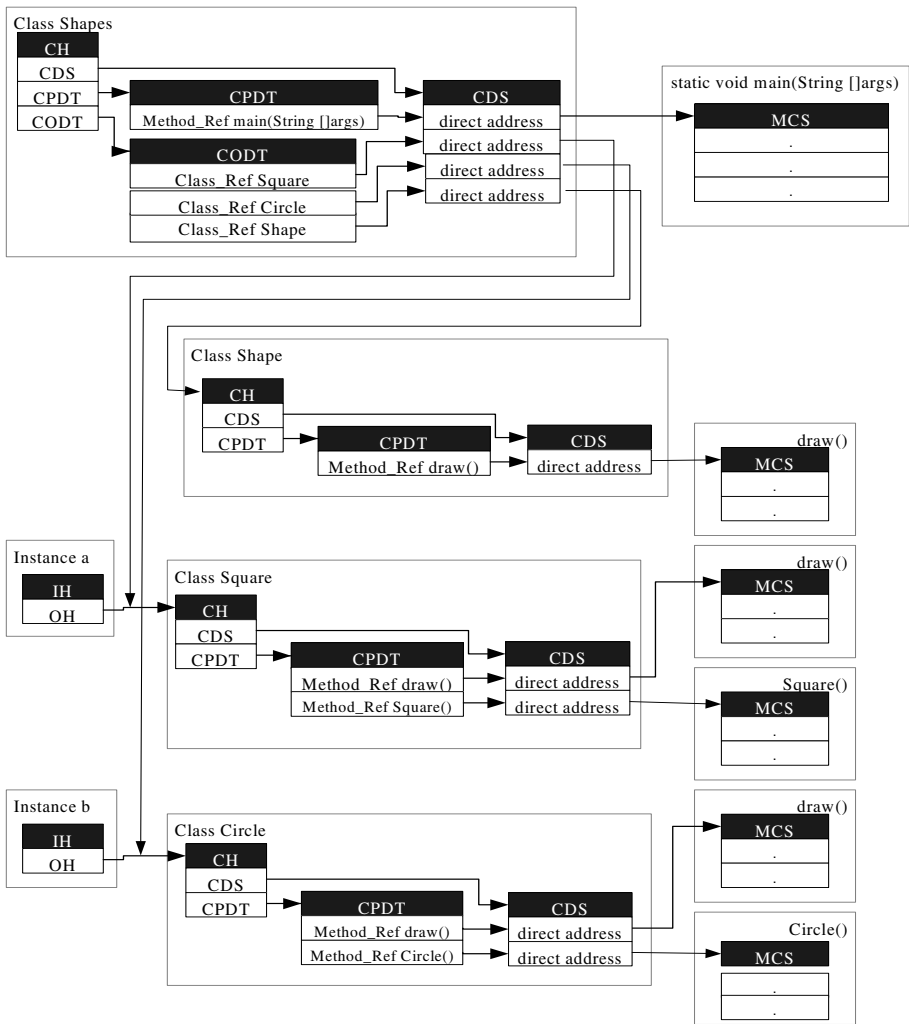 Class Shapes
CH
CDS
CPDT
CODT
CPDT
Method_Ref main(String []args)
CODT
Class_Ref Square
Class_Ref Circle
Class_Ref Shape
CDS
direct address
direct address
direct address
direct address
static void main(String []args)
MCS
.
.
.
Class Shape
CH
CDS
CPDT
CPDT
Method_Ref draw()
CDS
direct address
draw()
MCS
.
.
Instance a
IH
OH
Class Square
CH
CDS
CPDT
CPDT
Method_Ref draw()
Method_Ref Square()
CDS
direct address
direct address
draw()
MCS
.
.
Square()
MCS
.
.
Instance b
IH
OH
Class Circle
CH
CDS
CPDT
CPDT
Method_Ref draw()
Method_Ref Circle()
CDS
direct address
direct address
draw()
MCS
.
.
Circle()
MCS
.
.